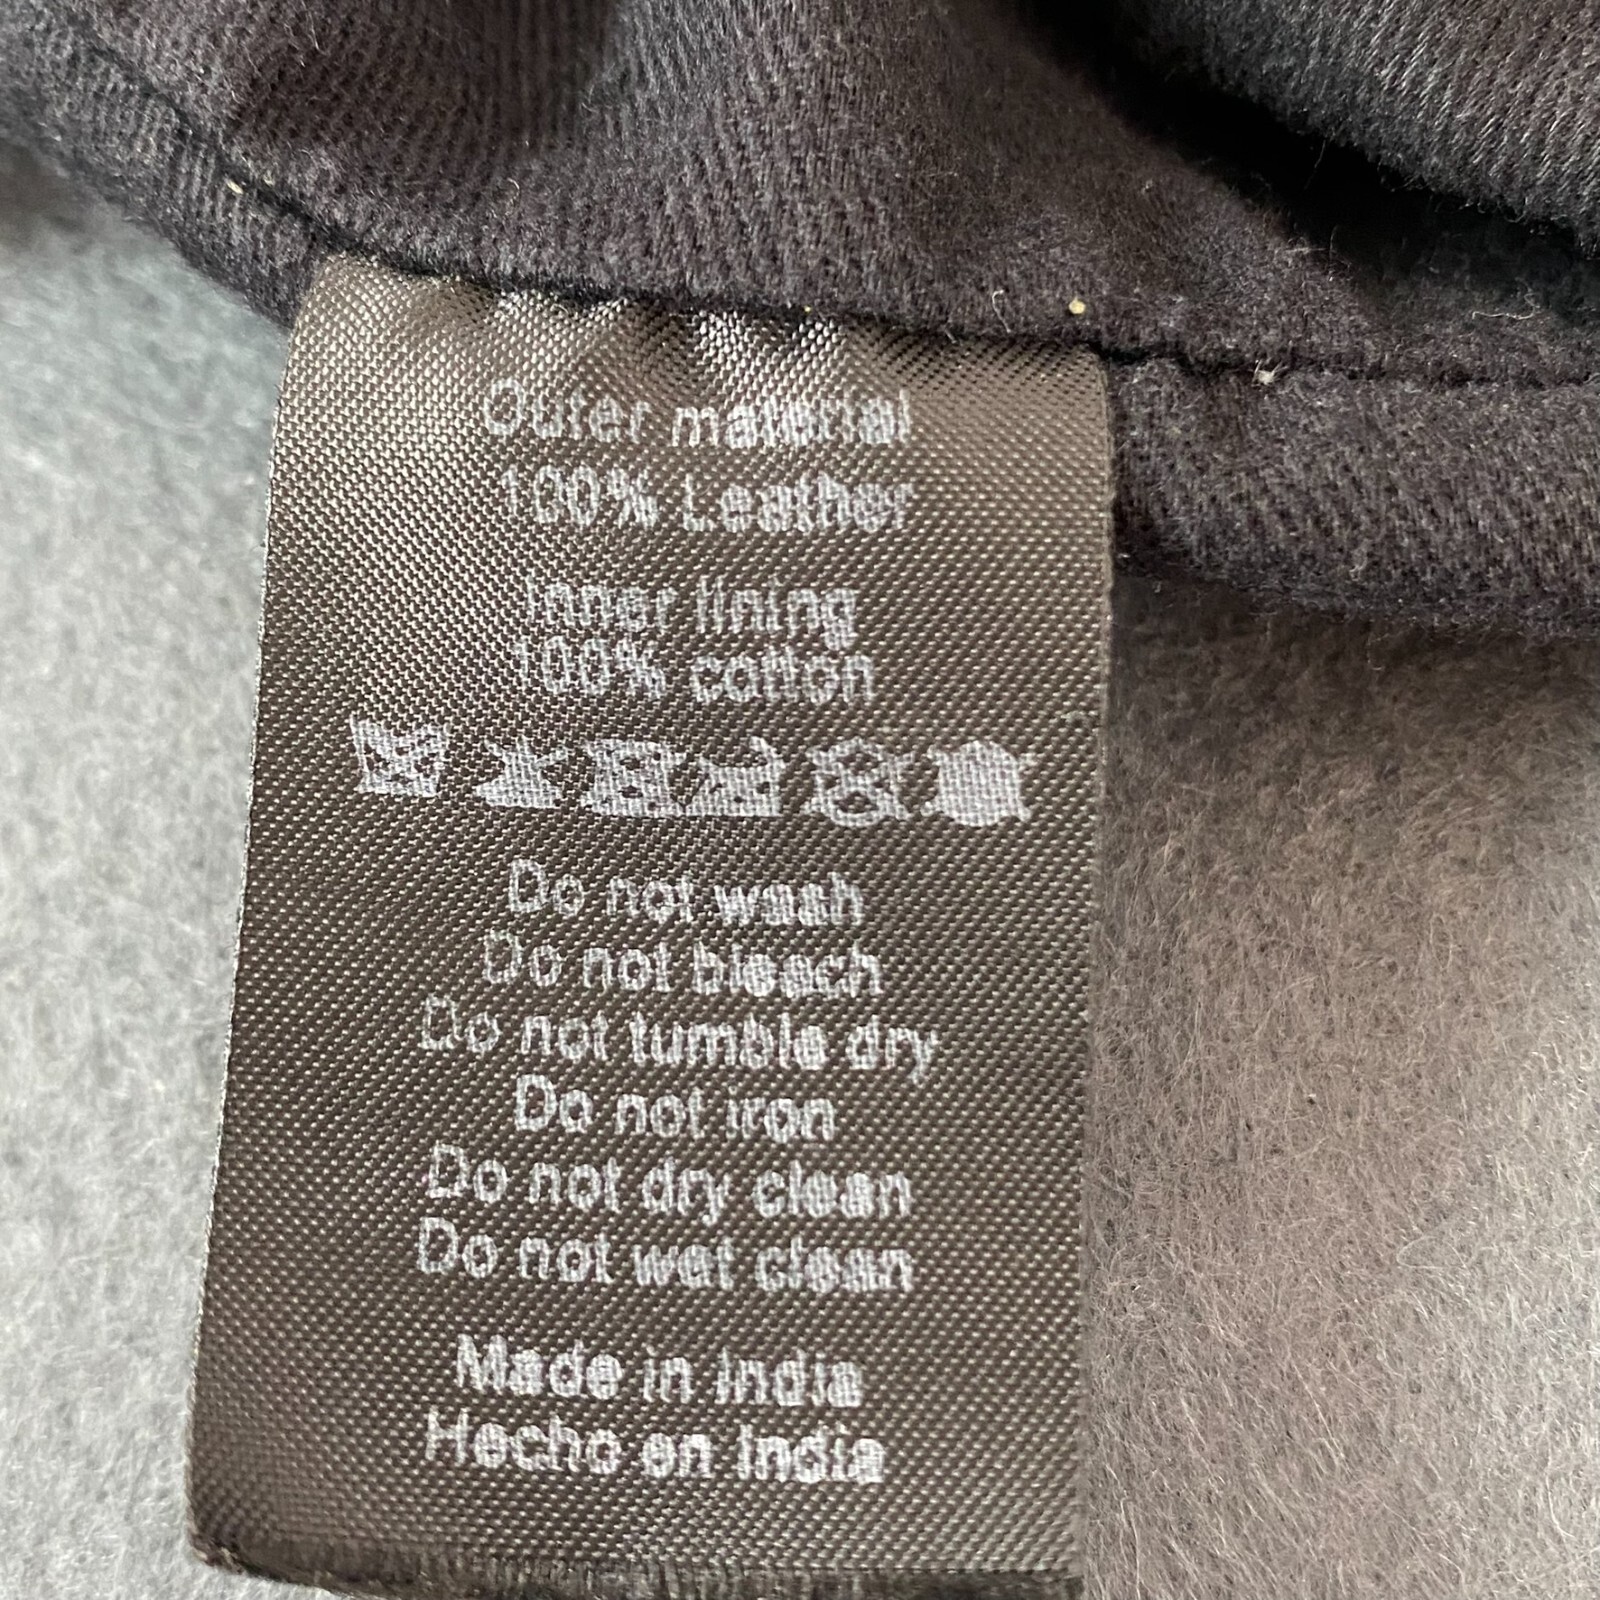 Outer material
100% Leather
Inner lining
100% cotton
Do not wash
Do not bleach
Do not tumble dry
Do not iron
Do not dry clean
Do not wet clean
Made in India
Hecho en India